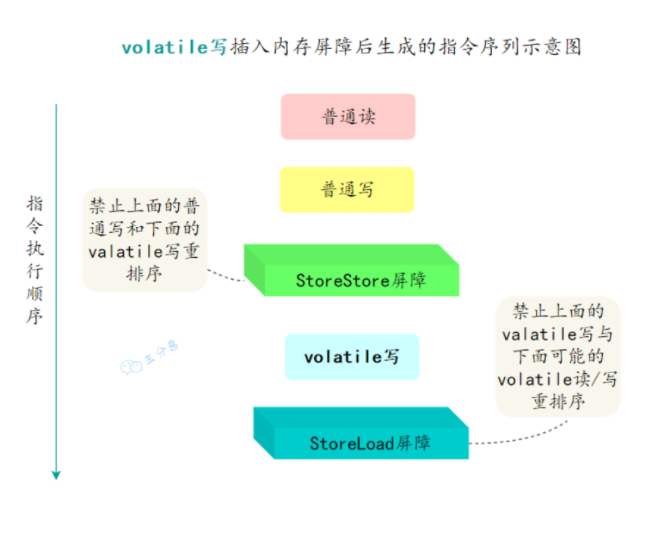 volatile写插入内存屏障后生成的指令序列示意图
普通读
普通写
指
令
执
行
顺
序
禁止上面的普
通写和下面的
valatile写重
排序
StoreStore屏障
volatile写
禁止上面的
valatile写与
下面可能的
volatile读/写
重排序
StoreLoad屏障